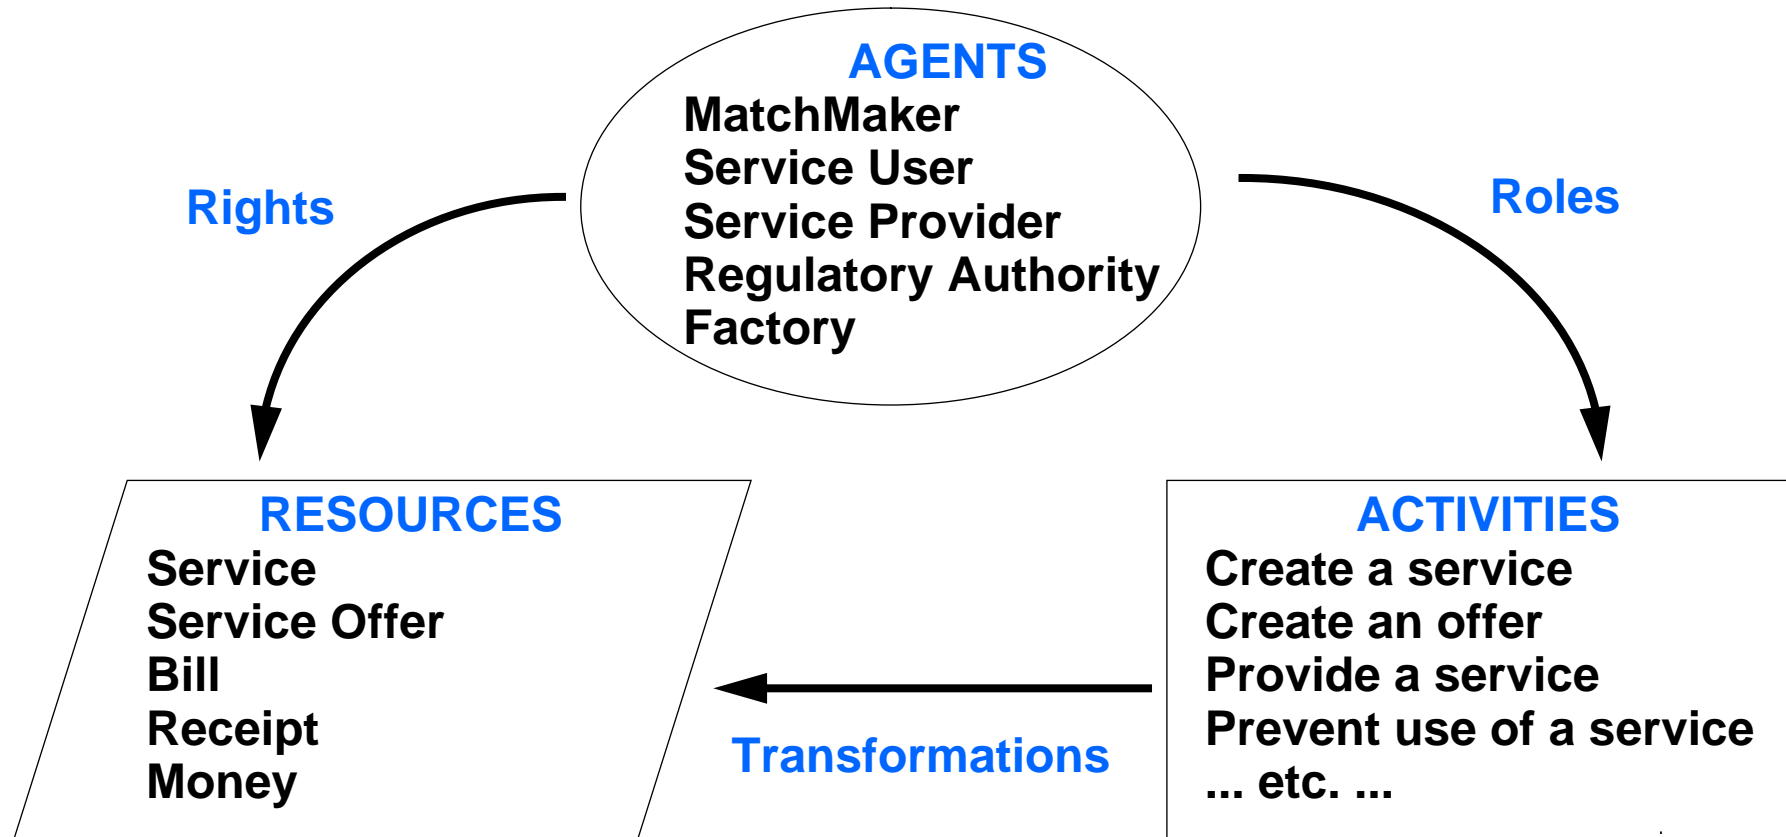 AGENTS
MatchMaker
Service User
Service Provider
Regulatory Authority
Factory
Rights
Roles
RESOURCES
Service
Service Offer
Bill
Receipt
Money
Transformations
ACTIVITIES
Create a service
Create an offer
Provide a service
Prevent use of a service
... etc. ...